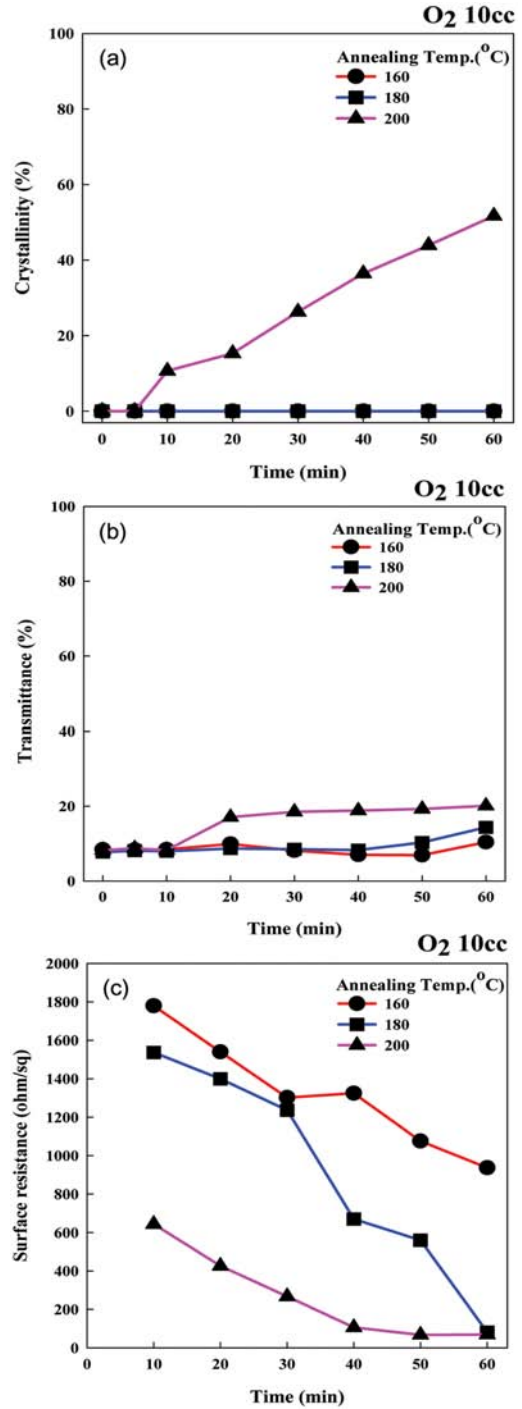 O2 10cc
(a)
Annealing Temp.(°C)
160
180
200
100
80
60
40
20
0
Crystallinity (%)
0 10 20 30 40 50 60
Time (min)
O2 10cc
(b)
Annealing Temp.(°C)
160
180
200
100
80
60
40
20
0
Transmittance (%)
0 10 20 30 40 50 60
Time (min)
O2 10cc
(c)
Annealing Temp.(°C)
160
180
200
2000
1800
1600
1400
1200
1000
800
600
400
200
0
Surface resistance (ohm/sq)
0 10 20 30 40 50 60
Time (min)